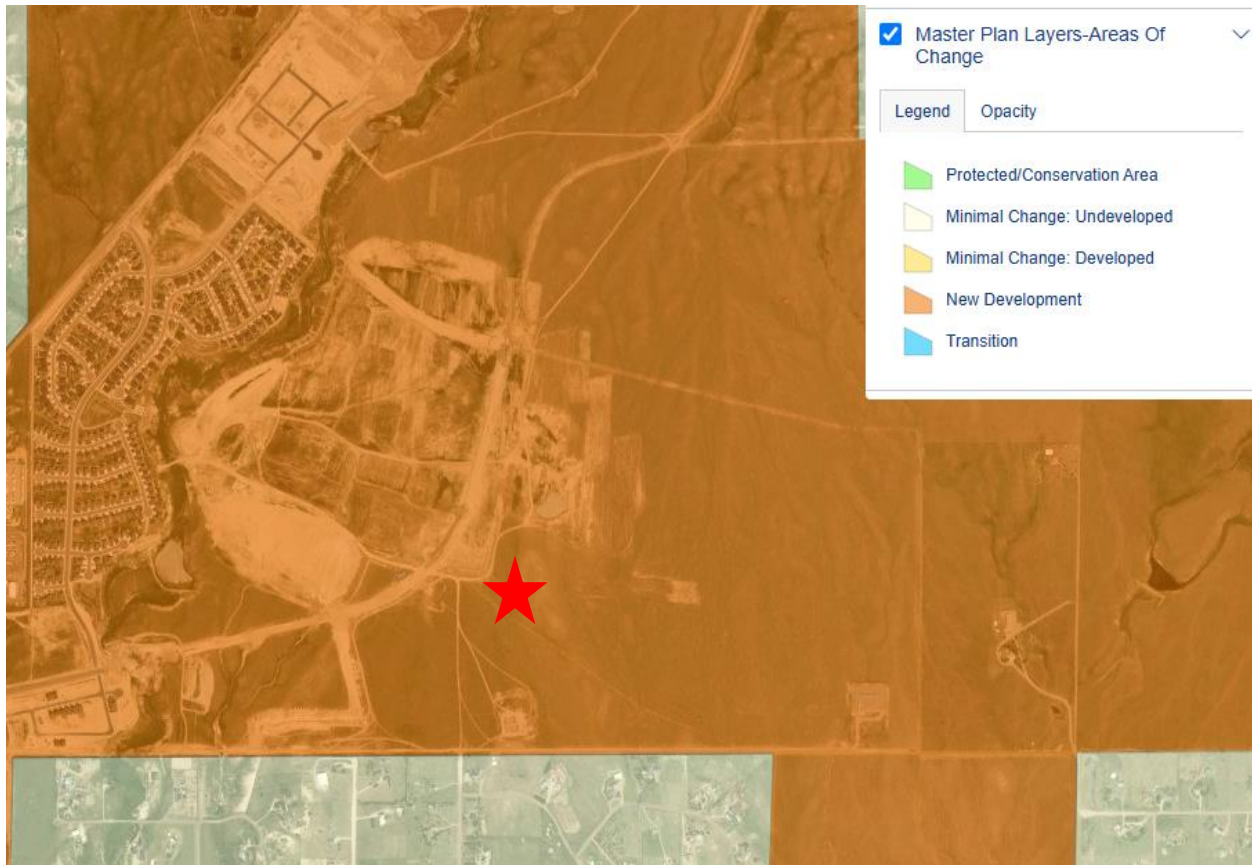 Master Plan Layers-Areas Of
Change
Legend Opacity
Protected/Conservation Area
Minimal Change: Undeveloped
Minimal Change: Developed
New Development
Transition